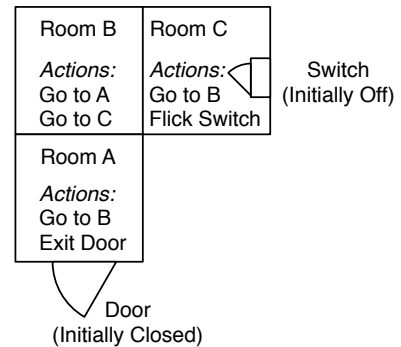 Room B
Actions:
Go to A
Go to C
Room C
Actions:
Go to B
Flick Switch
Switch
(Initially Off)
Room A
Actions:
Go to B
Exit Door
Door
(Initially Closed)